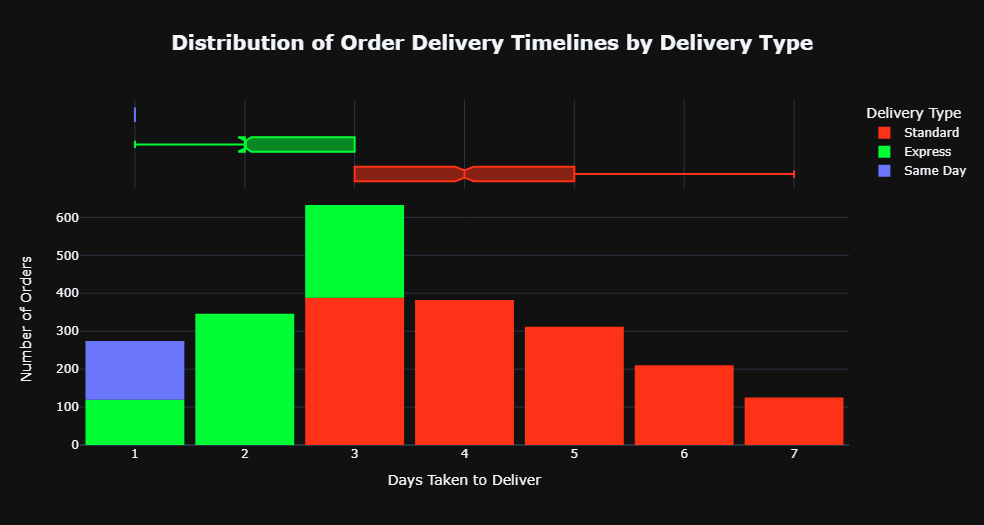 Distribution of Order Delivery Timelines by Delivery Type
Delivery Type
Standard
Express
Same Day
600
500
400
300
200
100
0
Number of Orders
1 2 3 4 5 6 7
Days Taken to Deliver